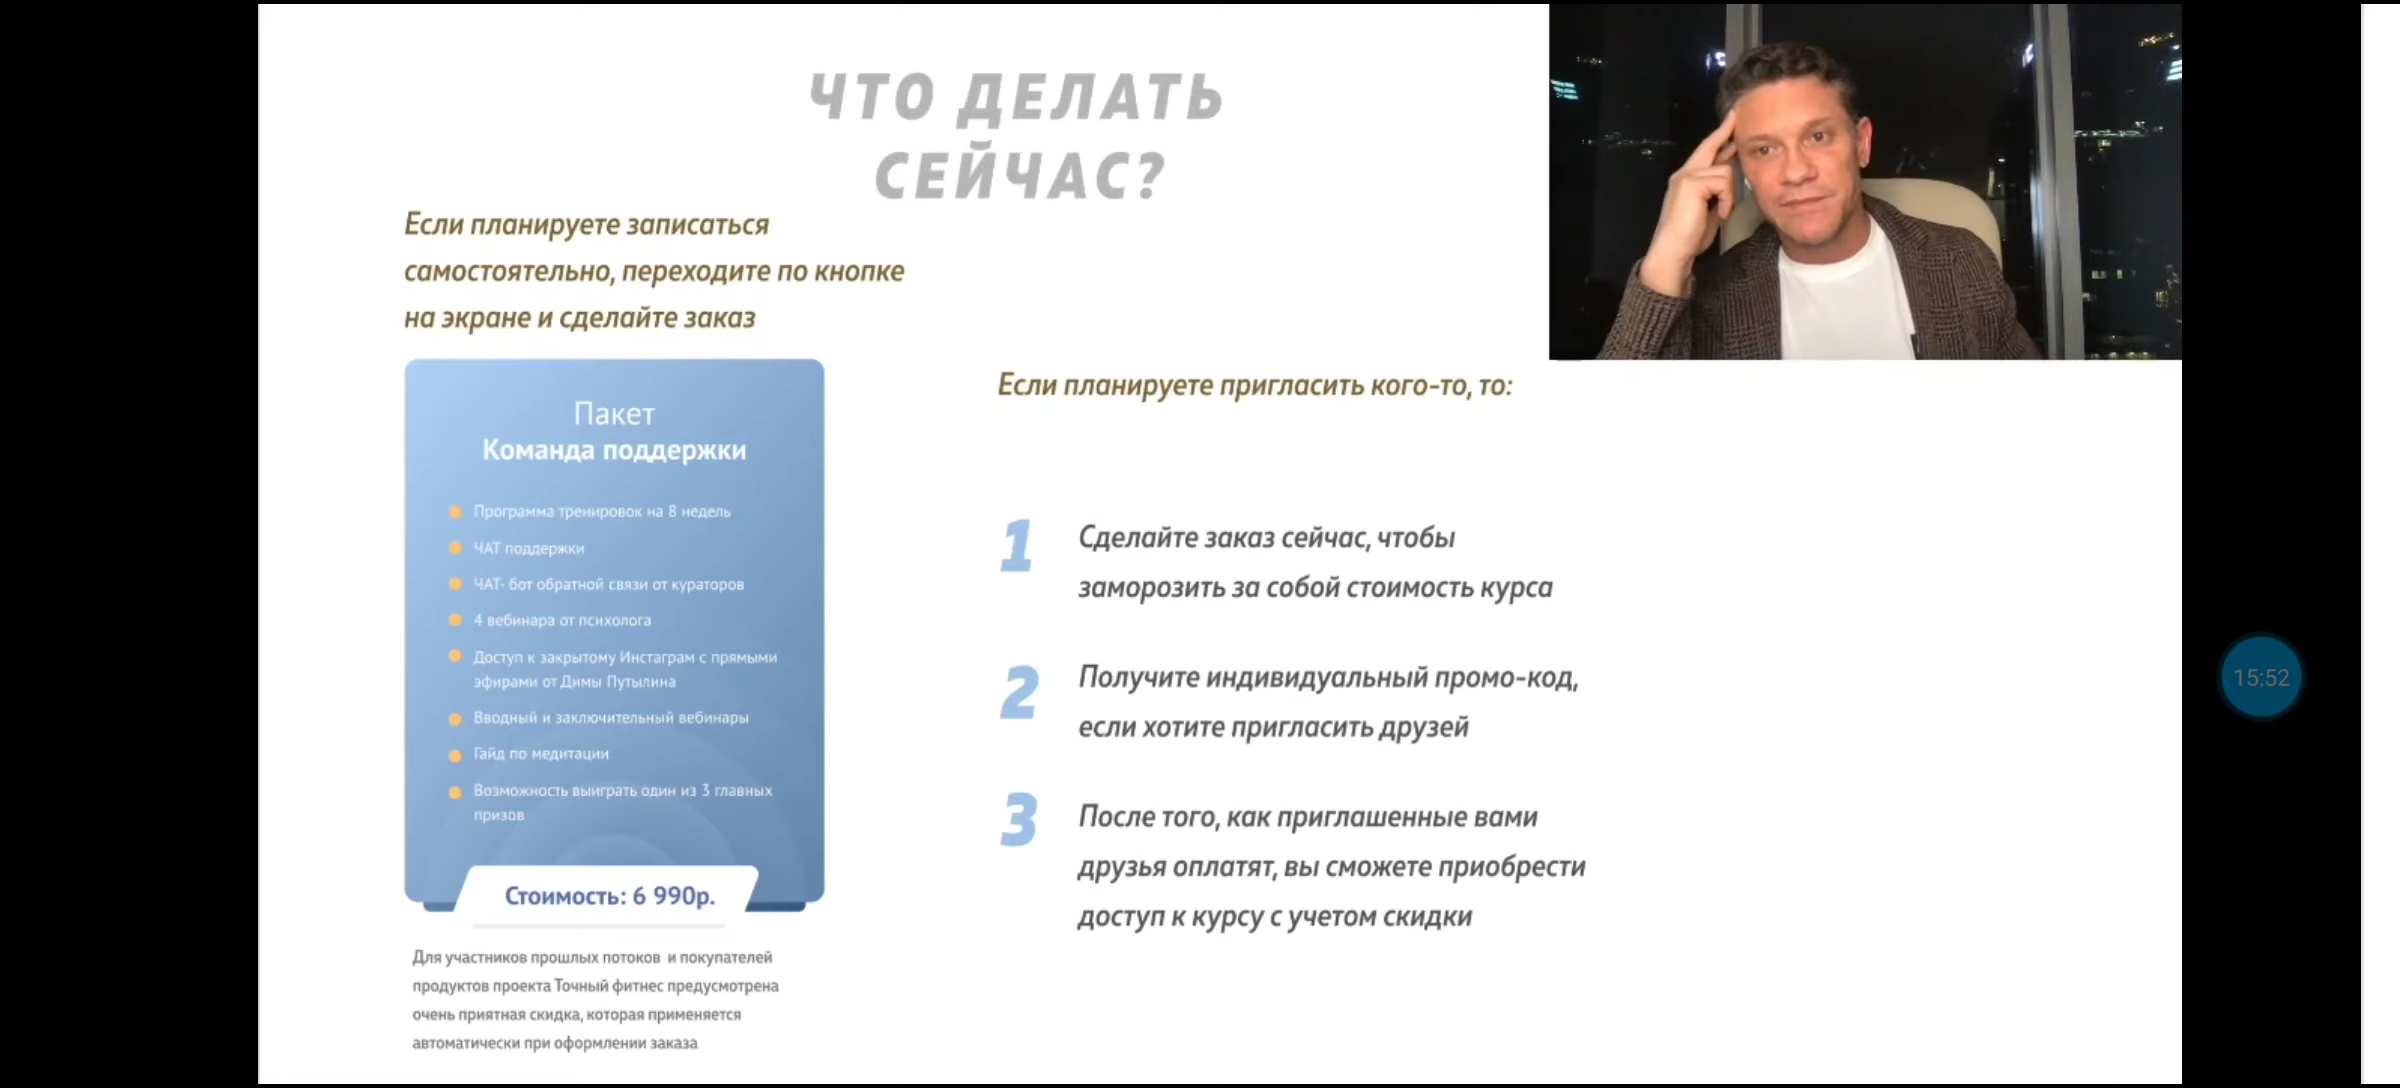 ЧТО ДЕЛАТЬ
СЕЙЧАС?
Если планируете записаться
самостоятельно, переходите по кнопке
на экране и сделайте заказ
Пакет
Команда поддержки
Программа тренировок на 8 недель
ЧАТ поддержки
ЧАТ- бот обратной связи от кураторов
4 вебинара от психолога
Доступ к закрытому Инстаграм с прямыми
эфирами от Димы Путылина
Вводный и заключительный вебинары
Гайд по медитации
Возможность выиграть один из 3 главных
призов
Стоимость: 6 990р.
Для участников прошлых потоков и покупателей
продуктов проекта Точный фитнес предусмотрена
очень приятная скидка, которая применяется
автоматически при оформлении заказа
Если планируете пригласить кого-то, то:
1 Сделайте заказ сейчас, чтобы
заморозить за собой стоимость курса
2 Получите индивидуальный промо-код,
если хотите пригласить друзей
3 После того, как приглашенные вами
друзья оплатят, вы сможете приобрести
доступ к курсу с учетом скидки
15:52